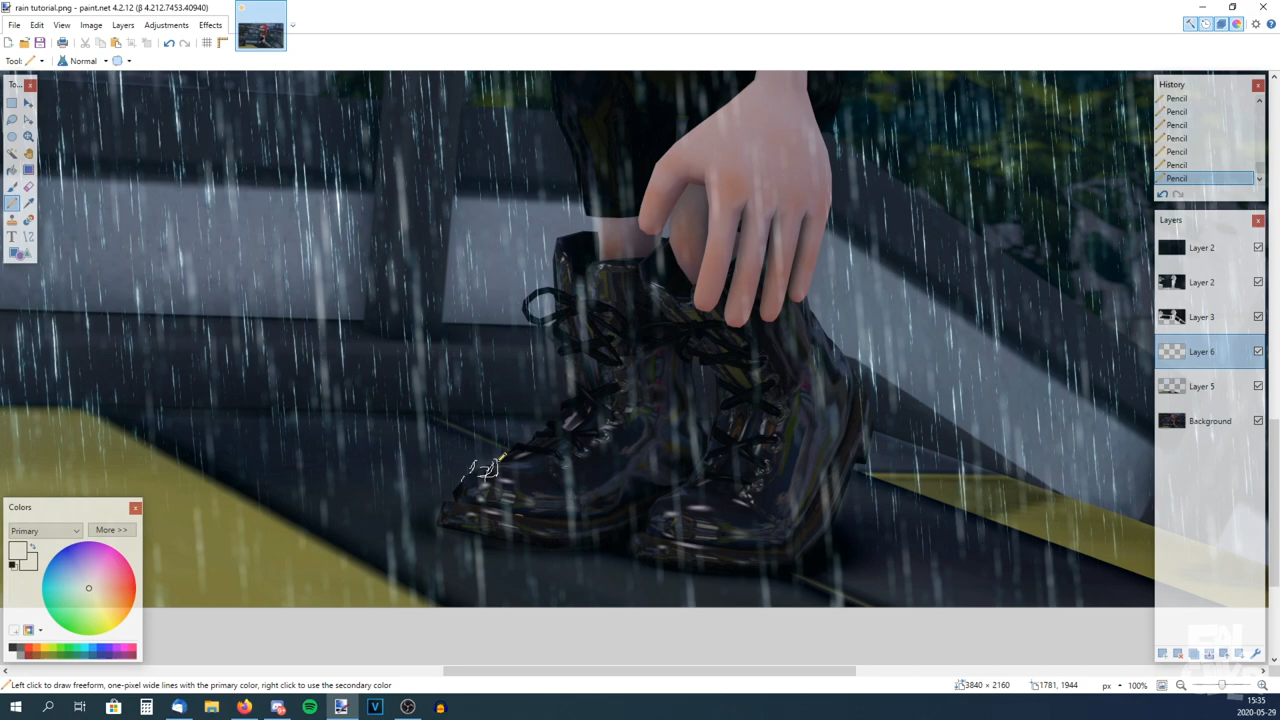 rain tutorial.png - paint.net 4.2.12 (β 4.212.7453.40940)
File Edit View Image Layers Adjustments Effects
Tool: Normal
To... x
History x
Pencil
Pencil
Pencil
Pencil
Pencil
Pencil
Pencil
Layers x
Layer 2
Layer 2
Layer 3
Layer 6
Layer 5
Background
Colors x
Primary More >>
Left click to draw freeform, one-pixel wide lines with the primary color, right click to use the secondary color
3840 × 2160 1781, 1944 px 100%
15:35
2020-05-29